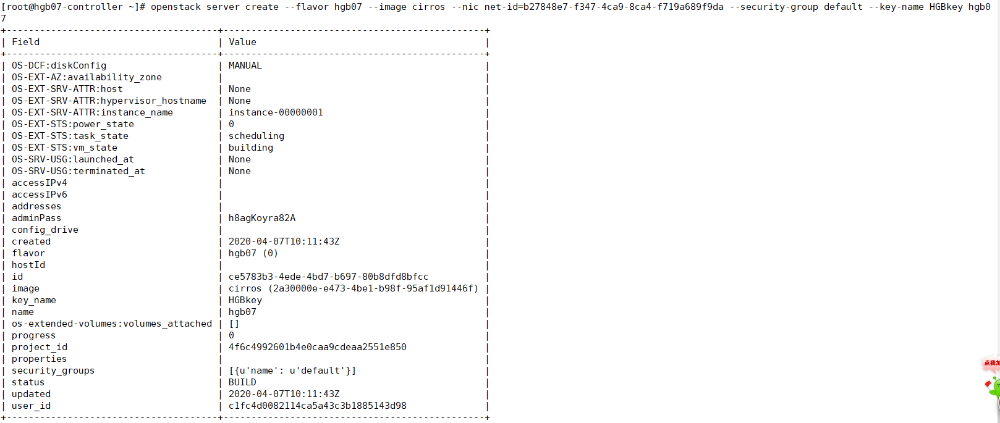 [root@hgb07-controller ~]# openstack server create --flavor hgb07 --image cirros --nic net-id=b27848e7-f347-4ca9-8ca4-f719a689f9da --security-group default --key-name HGBkey hgb0
7
+--------------------------------------+-----------------------------------------------+
| Field                                | Value                                         |
+--------------------------------------+-----------------------------------------------+
| OS-DCF:diskConfig                    | MANUAL                                        |
| OS-EXT-AZ:availability_zone          |                                               |
| OS-EXT-SRV-ATTR:host                 | None                                          |
| OS-EXT-SRV-ATTR:hypervisor_hostname  | None                                          |
| OS-EXT-SRV-ATTR:instance_name        | instance-00000001                             |
| OS-EXT-STS:power_state               | 0                                             |
| OS-EXT-STS:task_state                | scheduling                                    |
| OS-EXT-STS:vm_state                  | building                                      |
| OS-SRV-USG:launched_at               | None                                          |
| OS-SRV-USG:terminated_at             | None                                          |
| accessIPv4                           |                                               |
| accessIPv6                           |                                               |
| addresses                            |                                               |
| adminPass                            | h8agKoyra82A                                  |
| config_drive                         |                                               |
| created                              | 2020-04-07T10:11:43Z                          |
| flavor                               | hgb07 (0)                                     |
| hostId                               |                                               |
| id                                   | ce5783b3-4ede-4bd7-b697-80b8dfd8bfcc          |
| image                                | cirros (2a30000e-e473-4be1-b98f-95af1d91446f) |
| key_name                             | HGBkey                                        |
| name                                 | hgb07                                         |
| os-extended-volumes:volumes_attached | []                                            |
| progress                             | 0                                             |
| project_id                           | 4f6c4992601b4e0caa9cdeaa2551e850              |
| properties                           |                                               |
| security_groups                      | [{u'name': u'default'}]                       |
| status                               | BUILD                                         |
| updated                              | 2020-04-07T10:11:43Z                          |
| user_id                              | c1fc4d0082114ca5a43c3b1885143d98              |
+--------------------------------------+-----------------------------------------------+
点我加